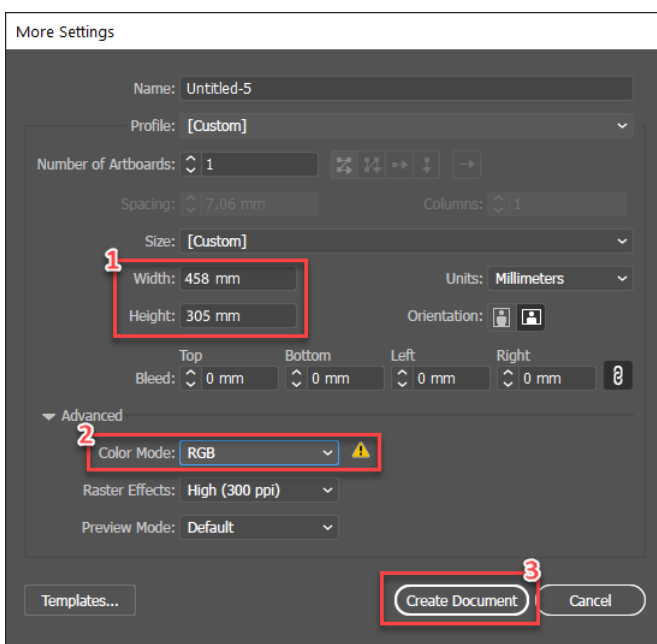 More Settings
Name: Untitled-5
Profile: [Custom]
Number of Artboards: 1
Spacing: 7.06 mm Columns: 1
Size: [Custom]
1
Width: 458 mm Units: Millimeters
Height: 305 mm Orientation:
Top Bottom Left Right
Bleed: 0 mm 0 mm 0 mm 0 mm
Advanced
2
Color Mode: RGB
Raster Effects: High (300 ppi)
Preview Mode: Default
3
Templates... Create Document Cancel